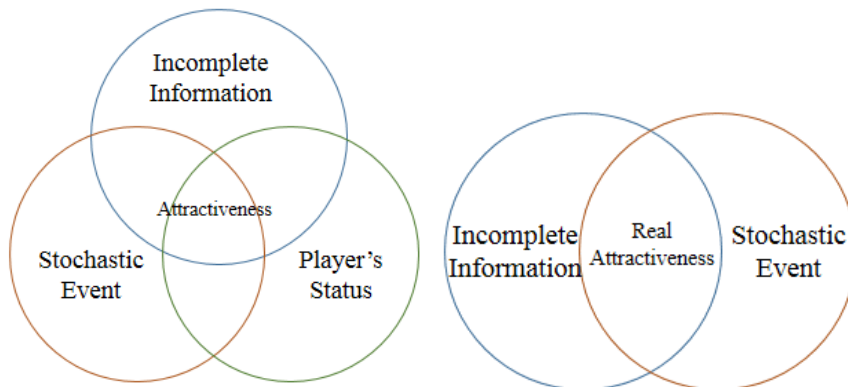 Incomplete
Information
Attractiveness
Stochastic
Event
Player's
Status
Incomplete
Information
Real
Attractiveness
Stochastic
Event